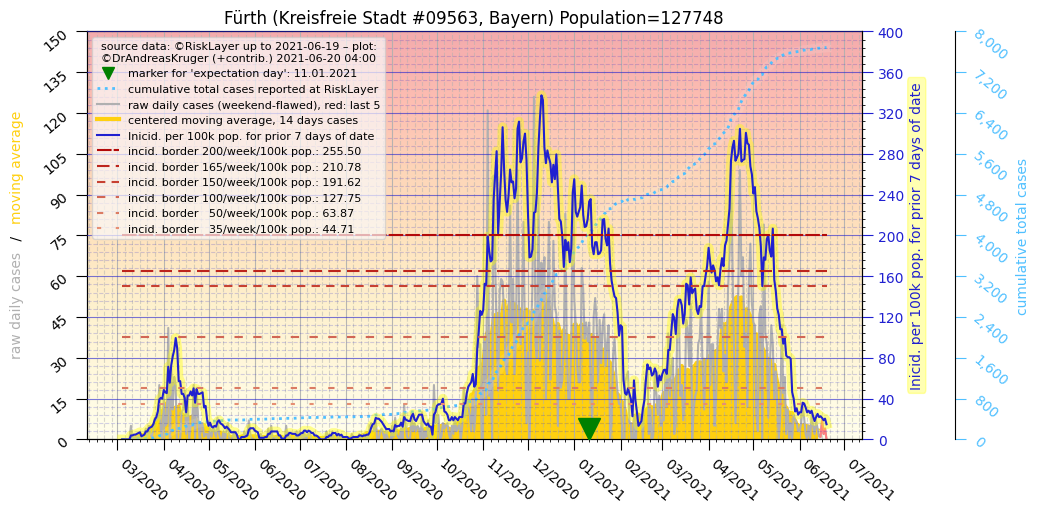 Fürth (Kreisfreie Stadt #09563, Bayern) Population=127748
source data: ©RiskLayer up to 2021-06-19 – plot:
©DrAndreasKruger (+contrib.) 2021-06-20 04:00
marker for 'expectation day': 11.01.2021
cumulative total cases reported at RiskLayer
raw daily cases (weekend-flawed), red: last 5
centered moving average, 14 days cases
Inicid. per 100k pop. for prior 7 days of date
incid. border 200/week/100k pop.: 255.50
incid. border 165/week/100k pop.: 210.78
incid. border 150/week/100k pop.: 191.62
incid. border 100/week/100k pop.: 127.75
incid. border   50/week/100k pop.: 63.87
incid. border   35/week/100k pop.: 44.71
raw daily cases / moving average
150
135
120
105
90
75
60
45
30
15
0
400
360
320
280
240
200
160
120
80
40
0
Inicid. per 100k pop. for prior 7 days of date
8,000
7,200
6,400
5,600
4,800
4,000
3,200
2,400
1,600
800
0
cumulative total cases
03/2020
04/2020
05/2020
06/2020
07/2020
08/2020
09/2020
10/2020
11/2020
12/2020
01/2021
02/2021
03/2021
04/2021
05/2021
06/2021
07/2021